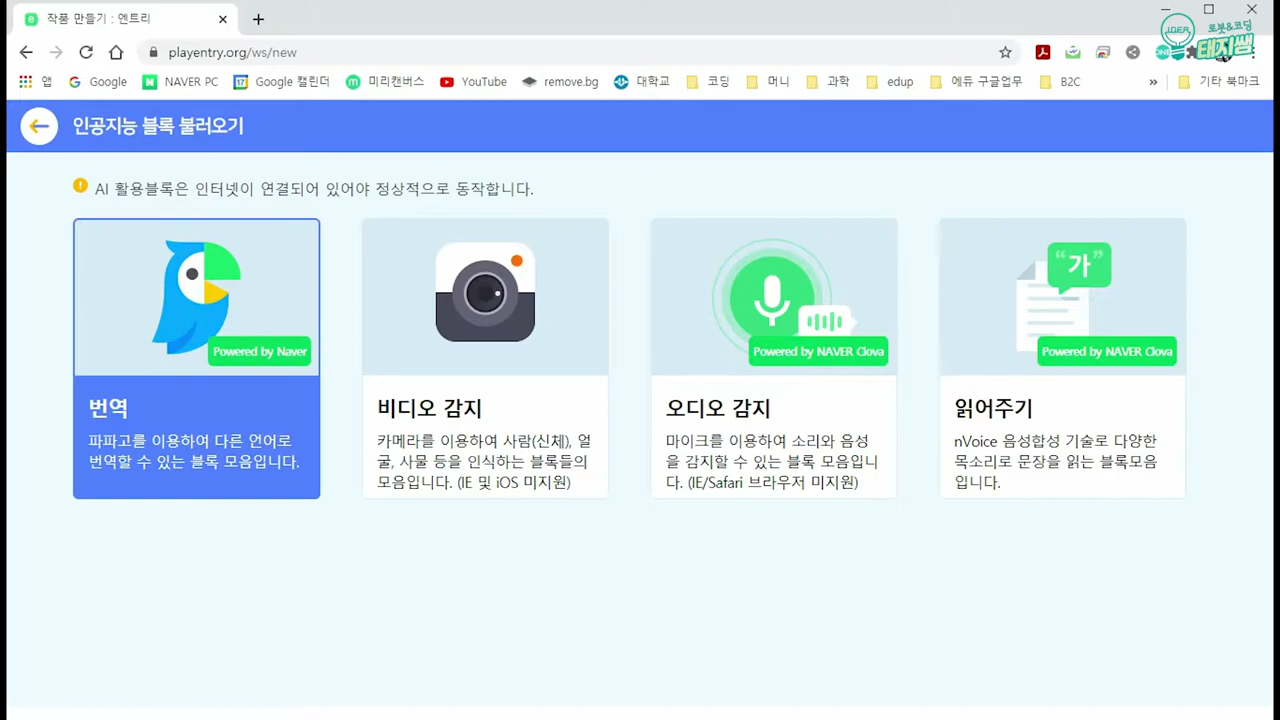 작품 만들기 : 엔트리
로봇&코딩
태지쌤
playentry.org/ws/new
앱 Google NAVER PC Google 캘린더 미리캔버스 YouTube remove.bg 대학교 코딩 머니 과학 edup 에듀 구글업무 B2C » 기타 북마크
인공지능 블록 불러오기
AI 활용블록은 인터넷이 연결되어 있어야 정상적으로 동작합니다.
Powered by Naver
번역
파파고를 이용하여 다른 언어로
번역할 수 있는 블록 모음입니다.
비디오 감지
카메라를 이용하여 사람(신체), 얼
굴, 사물 등을 인식하는 블록들의
모음입니다. (IE 및 iOS 미지원)
Powered by NAVER Clova
오디오 감지
마이크를 이용하여 소리와 음성
을 감지할 수 있는 블록 모음입니
다. (IE/Safari 브라우저 미지원)
“가”
Powered by NAVER Clova
읽어주기
nVoice 음성합성 기술로 다양한
목소리로 문장을 읽는 블록모음
입니다.